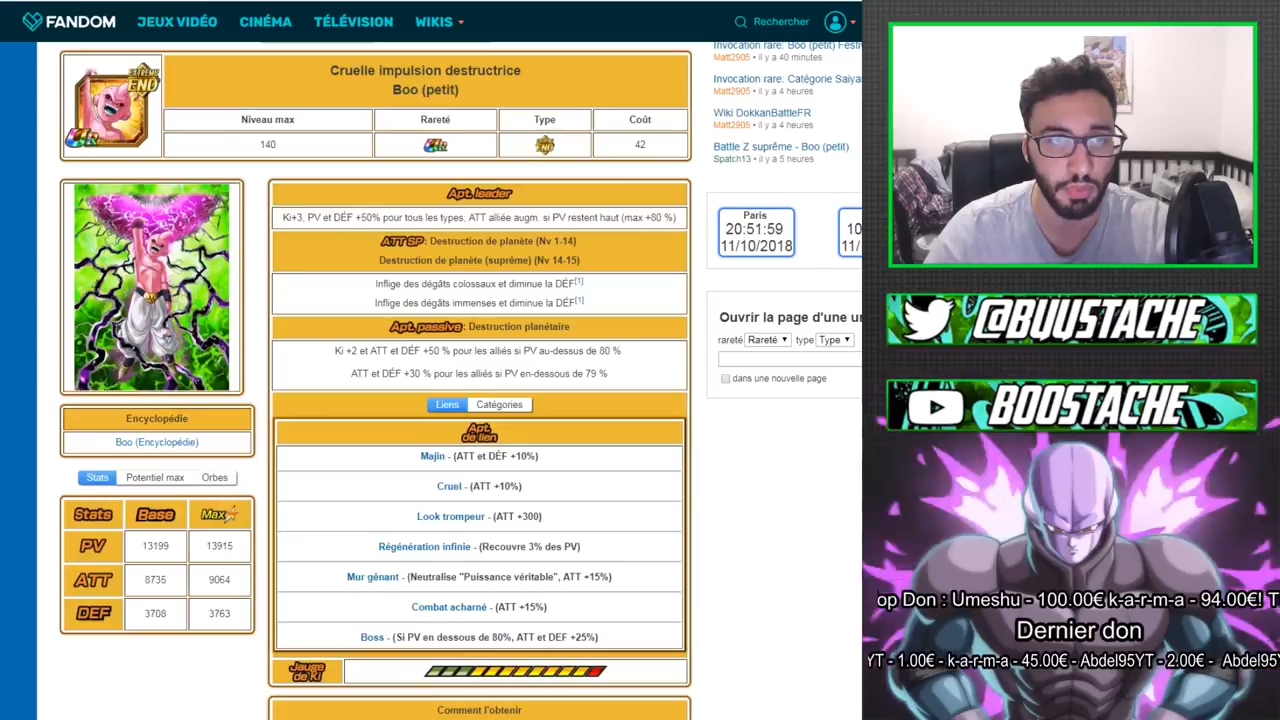 FANDOM
JEUX VIDÉO
CINÉMA
TÉLÉVISION
WIKIS
Rechercher
Cruelle impulsion destructrice
Boo (petit)
EXTREME
END
UR
Niveau max
Rareté
Type
Coût
140
UR
42
Apt. leader
Ki+3, PV et DÉF +50% pour tous les types; ATT alliée augm. si PV restent haut (max +80 %)
ATT SP: Destruction de planète (Nv 1-14)
Destruction de planète (suprême) (Nv 14-15)
Inflige des dégâts colossaux et diminue la DÉF[1]
Inflige des dégâts immenses et diminue la DÉF[1]
Apt. passive: Destruction planétaire
Ki +2 et ATT et DÉF +50 % pour les alliés si PV au-dessus de 80 %
ATT et DÉF +30 % pour les alliés si PV en-dessous de 79 %
Liens
Catégories
Apt.
de lien
Majin - (ATT et DÉF +10%)
Cruel - (ATT +10%)
Look trompeur - (ATT +300)
Régénération infinie - (Recouvre 3% des PV)
Mur gênant - (Neutralise "Puissance véritable", ATT +15%)
Combat acharné - (ATT +15%)
Boss - (Si PV en dessous de 80%, ATT et DEF +25%)
Jauge
de Ki
Comment l'obtenir
Encyclopédie
Boo (Encyclopédie)
Stats
Potentiel max
Orbes
Stats
Base
Max
PV
13199
13915
ATT
8735
9064
DEF
3708
3763
Invocation rare: Boo (petit) Festi
Matt2905 • il y a 40 minutes
Invocation rare: Catégorie Saiya
Matt2905 • il y a 4 heures
Wiki DokkanBattleFR
Matt2905 • il y a 4 heures
Battle Z suprême - Boo (petit)
Spatch13 • il y a 5 heures
Paris
20:51:59
11/10/2018
10
11/
Ouvrir la page d'une un
rareté
Rareté
type
Type
dans une nouvelle page
@BUUSTACHE
BOOSTACHE
op Don : Umeshu - 100.00€ k-a-r-m-a - 94.00€! T
Dernier don
YT - 1.00€ - k-a-r-m-a - 45.00€ - Abdel95YT - 2.00€ - Abdel95